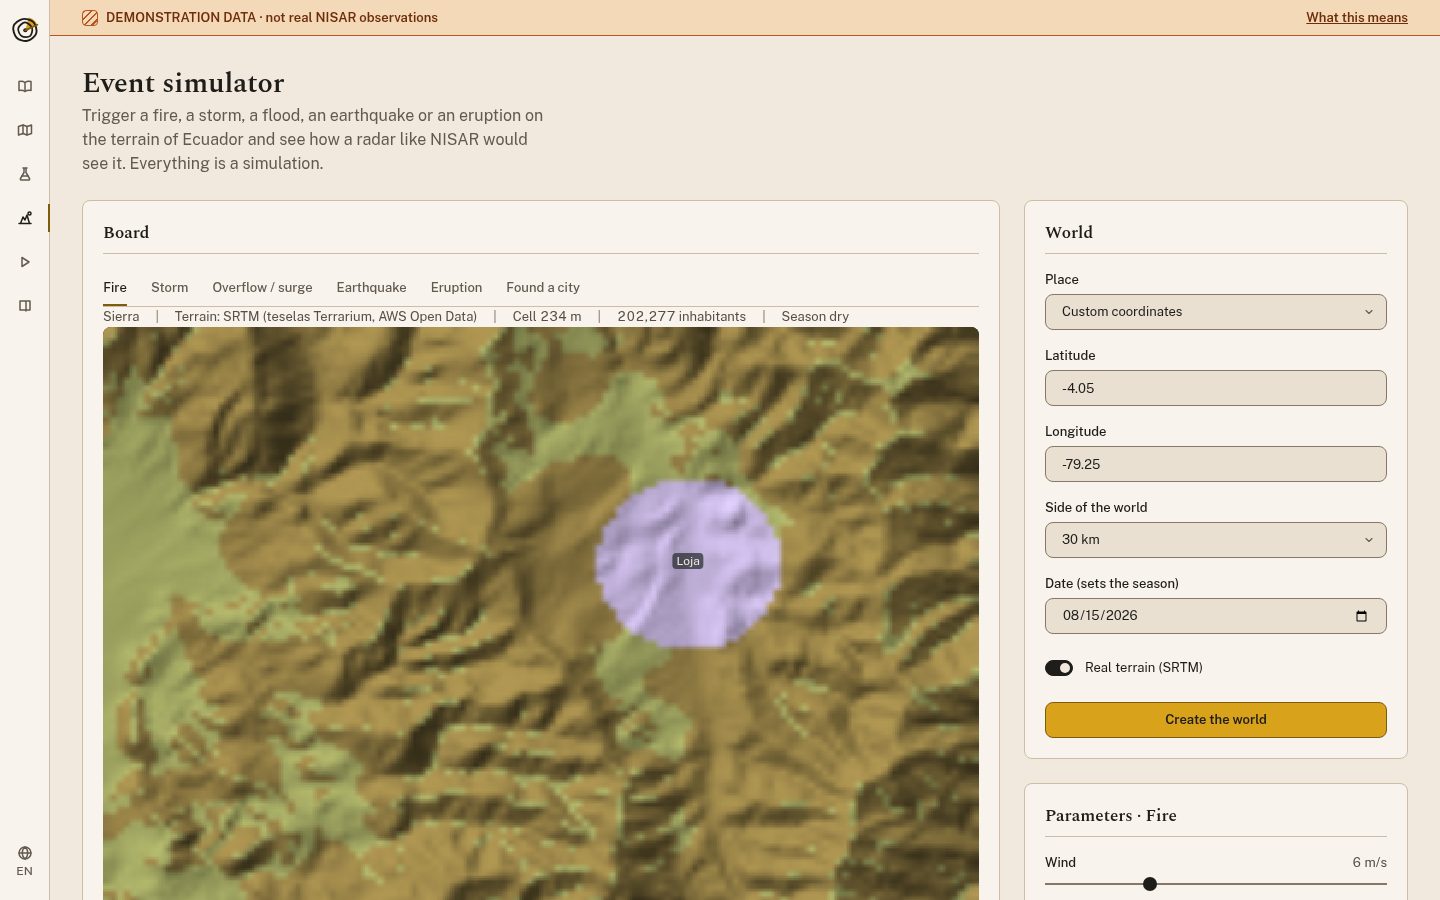 DEMONSTRATION DATA · not real NISAR observations
What this means
Event simulator
Trigger a fire, a storm, a flood, an earthquake or an eruption on
the terrain of Ecuador and see how a radar like NISAR would
see it. Everything is a simulation.
Board
Fire
Storm
Overflow / surge
Earthquake
Eruption
Found a city
Sierra | Terrain: SRTM (teselas Terrarium, AWS Open Data) | Cell 234 m | 202,277 inhabitants | Season dry
Loja
World
Place
Custom coordinates
Latitude
-4.05
Longitude
-79.25
Side of the world
30 km
Date (sets the season)
08/15/2026
Real terrain (SRTM)
Create the world
Parameters · Fire
Wind
6 m/s
EN